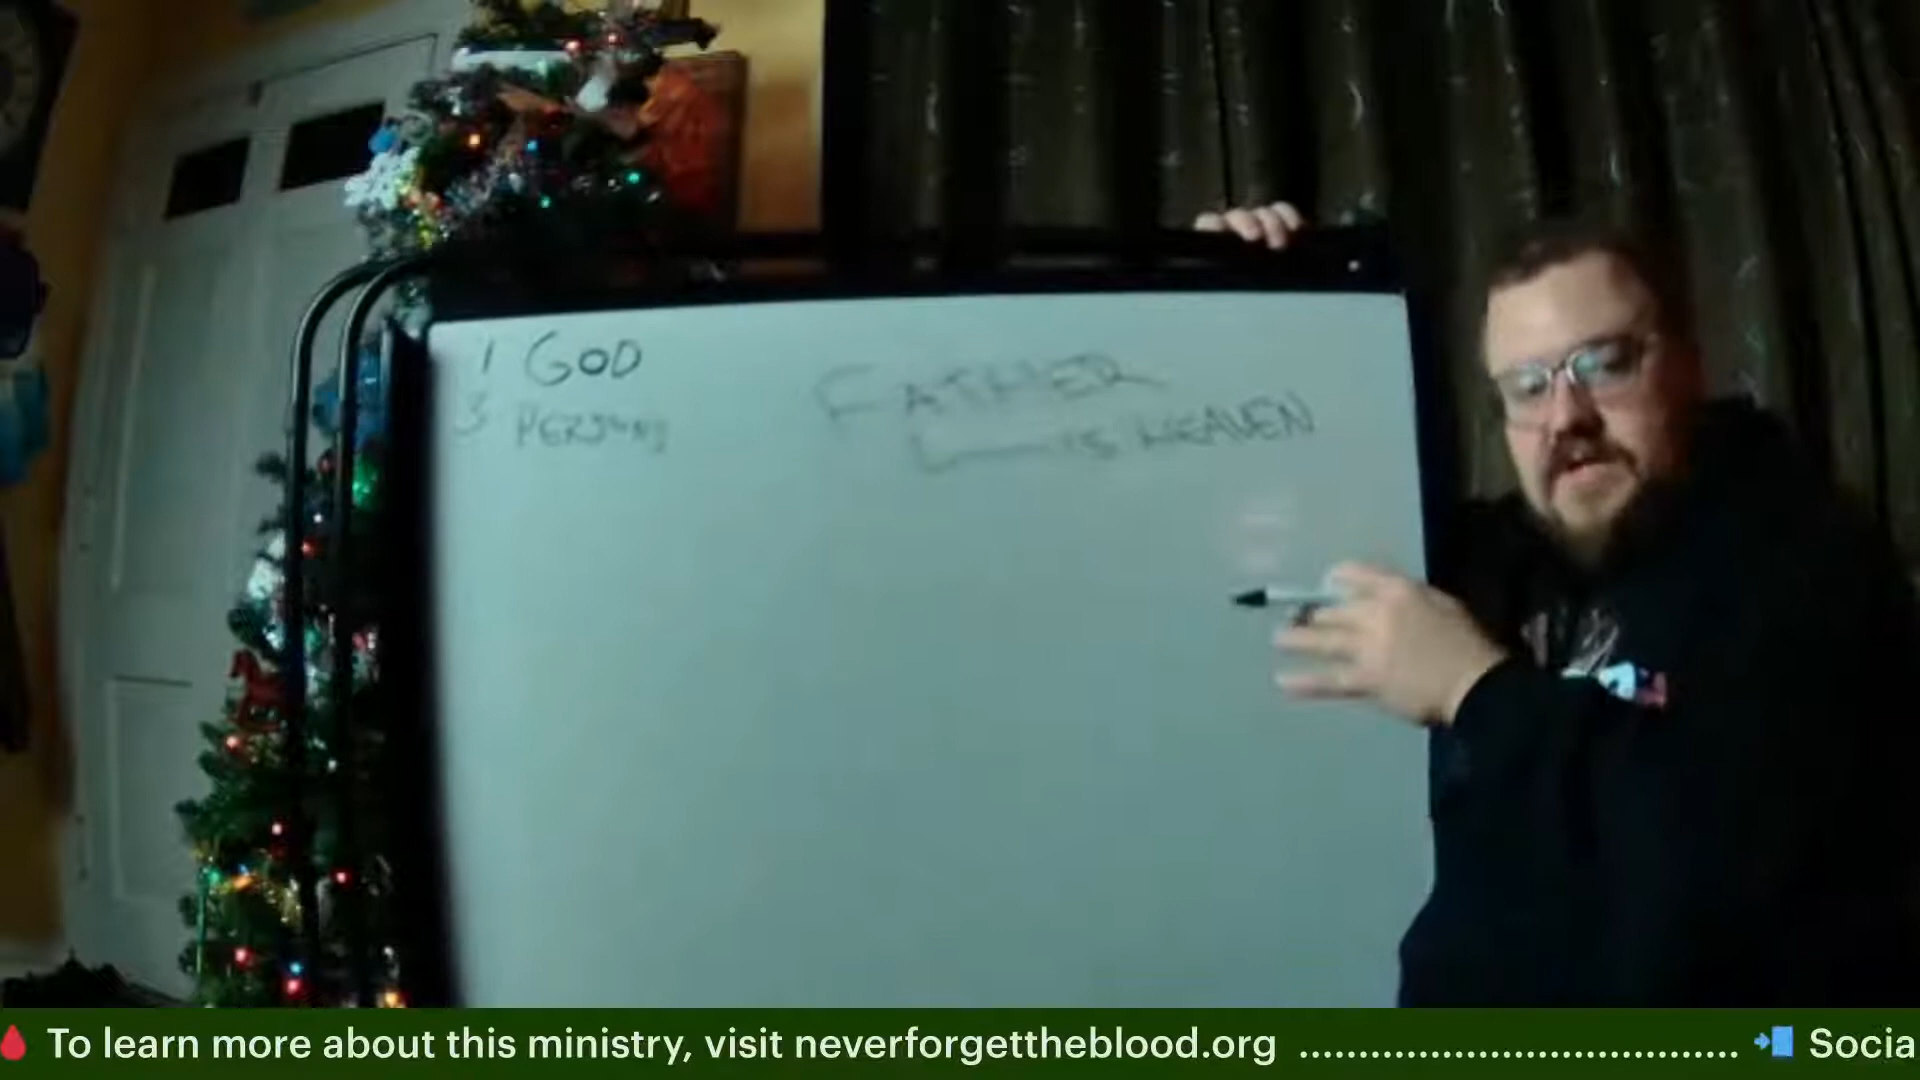 1 GOD
3 PERSONS
FATHER
IS HEAVEN
🩸 To learn more about this ministry, visit neverforgettheblood.org ..................................... 📲 Socia